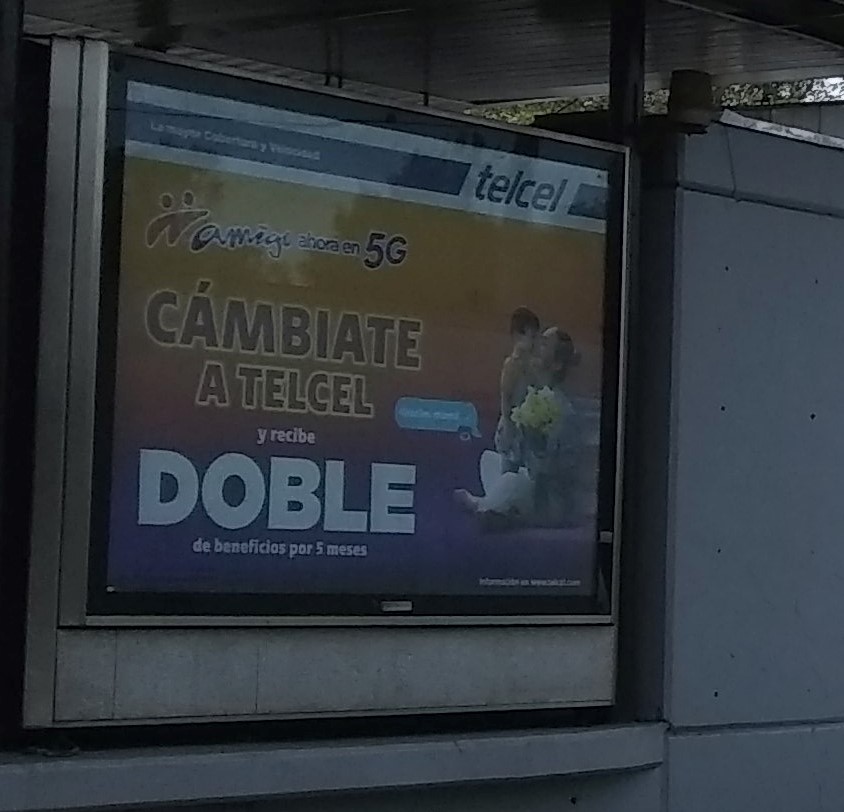 La mayor Cobertura y Velocidad
telcel
amigo ahora en 5G
CÁMBIATE
A TELCEL
y recibe
DOBLE
de beneficios por 5 meses
Información en www.telcel.com